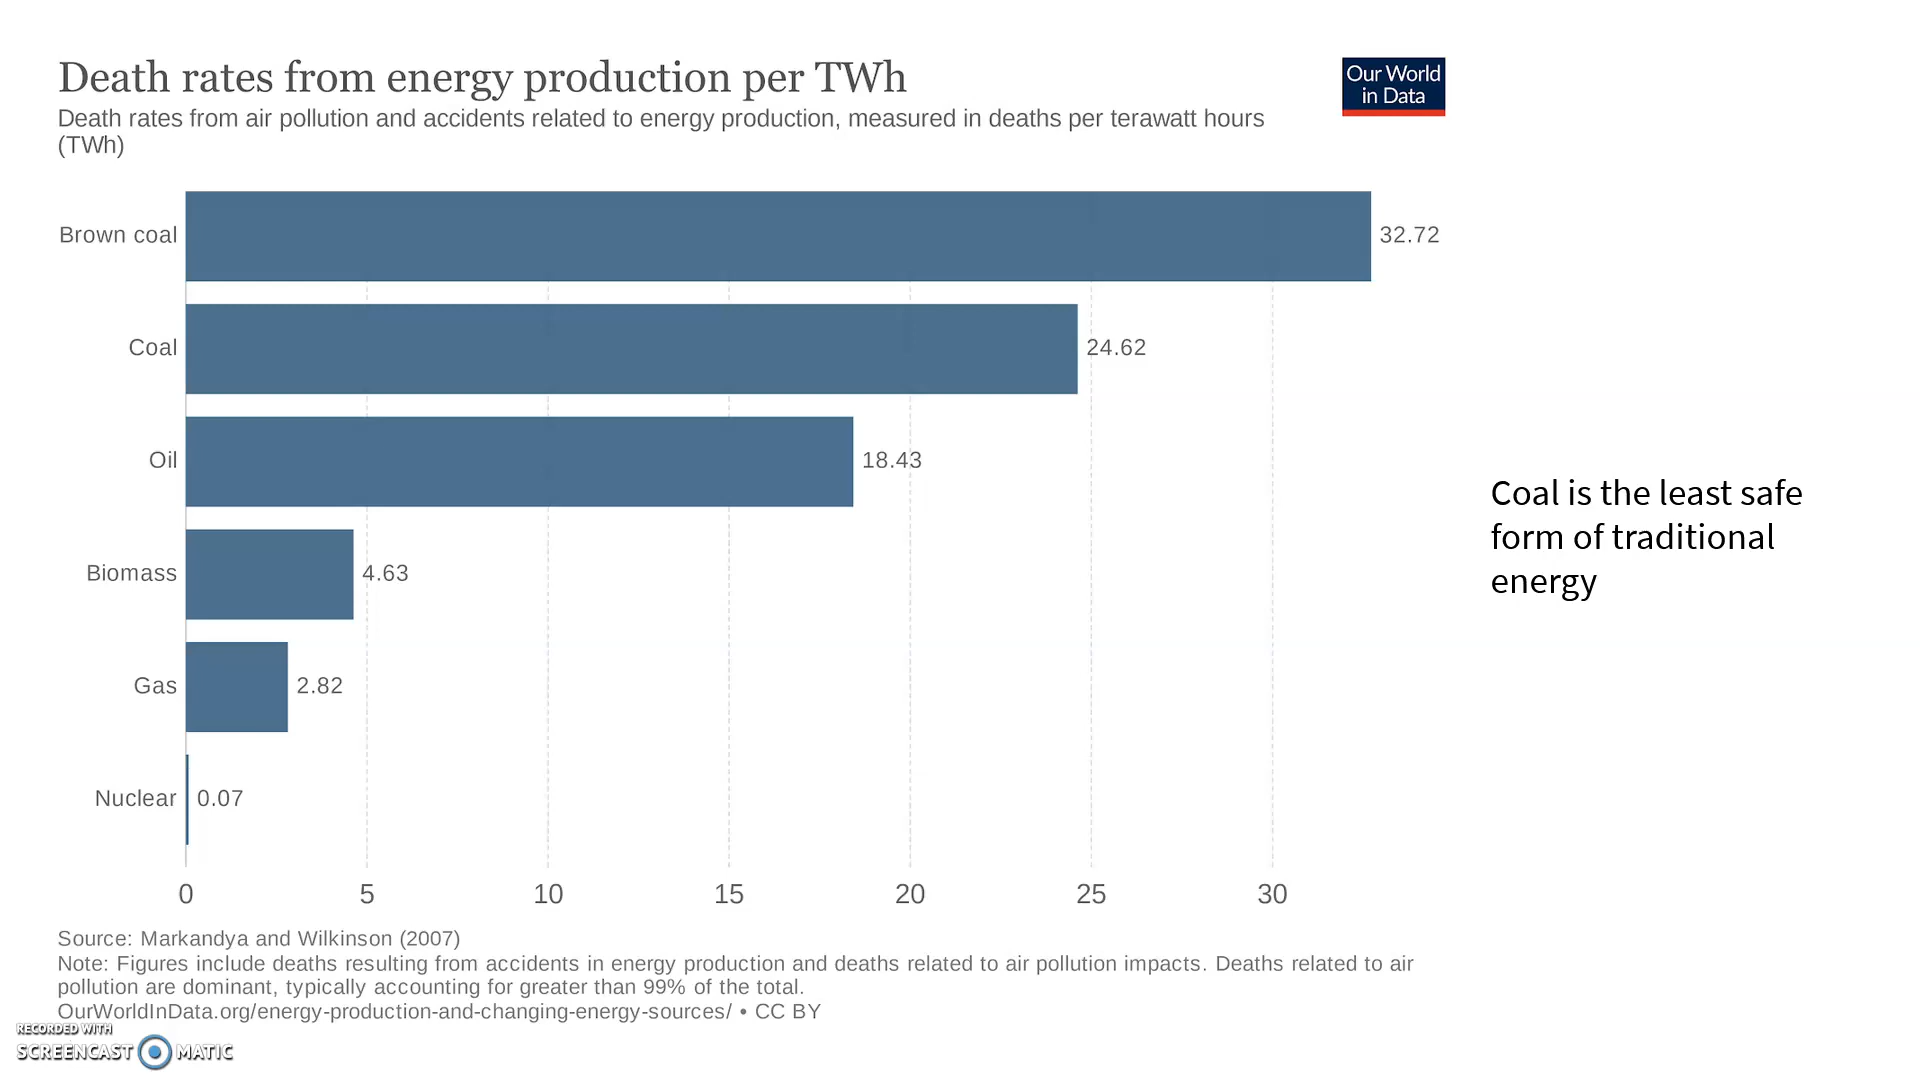 Death rates from energy production per TWh
Our World
in Data
Death rates from air pollution and accidents related to energy production, measured in deaths per terawatt hours
(TWh)
Brown coal
32.72
Coal
24.62
Oil
18.43
Biomass
4.63
Gas
2.82
Nuclear
0.07
0 5 10 15 20 25 30
Coal is the least safe
form of traditional
energy
Source: Markandya and Wilkinson (2007)
Note: Figures include deaths resulting from accidents in energy production and deaths related to air pollution impacts. Deaths related to air
pollution are dominant, typically accounting for greater than 99% of the total.
OurWorldInData.org/energy-production-and-changing-energy-sources/ • CC BY
RECORDED WITH
SCREENCAST MATIC